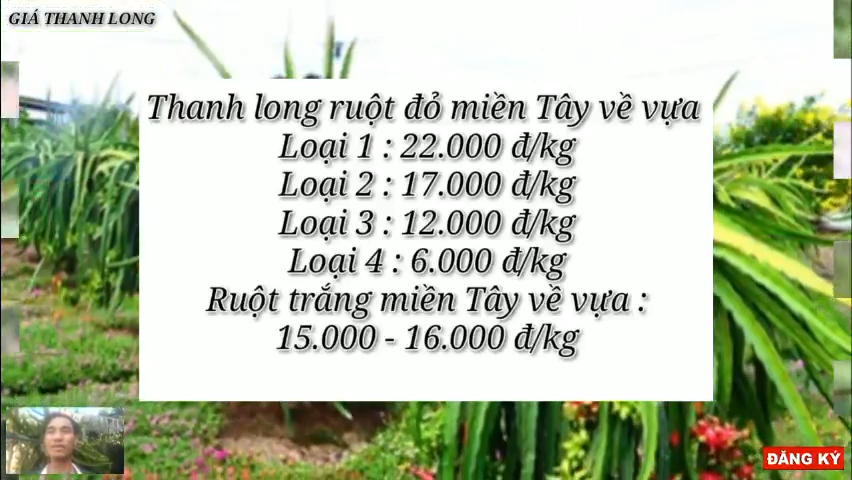 GIÁ THANH LONG
Thanh long ruột đỏ miền Tây về vựa
Loại 1 : 22.000 đ/kg
Loại 2 : 17.000 đ/kg
Loại 3 : 12.000 đ/kg
Loại 4 : 6.000 đ/kg
Ruột trắng miền Tây về vựa :
15.000 - 16.000 đ/kg
ĐĂNG KÝ